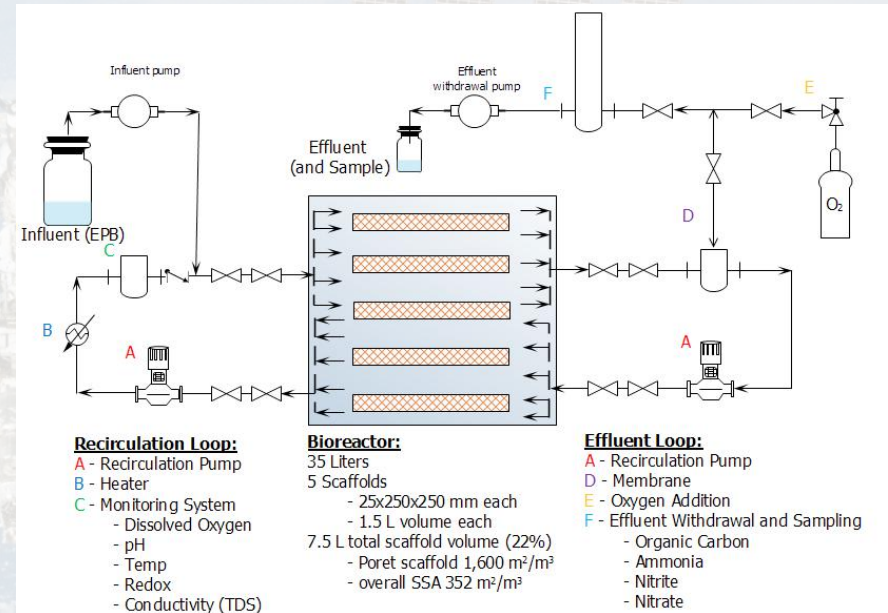 Influent pump
Effluent
withdrawal pump
F
E
Effluent
(and Sample)
O₂
Influent (EPB)
D
C
B
A
A
Recirculation Loop:
A - Recirculation Pump
B - Heater
C - Monitoring System
- Dissolved Oxygen
- pH
- Temp
- Redox
- Conductivity (TDS)
Bioreactor:
35 Liters
5 Scaffolds
- 25x250x250 mm each
- 1.5 L volume each
7.5 L total scaffold volume (22%)
- Poret scaffold 1,600 m²/m³
- overall SSA 352 m²/m³
Effluent Loop:
A - Recirculation Pump
D - Membrane
E - Oxygen Addition
F - Effluent Withdrawal and Sampling
- Organic Carbon
- Ammonia
- Nitrite
- Nitrate